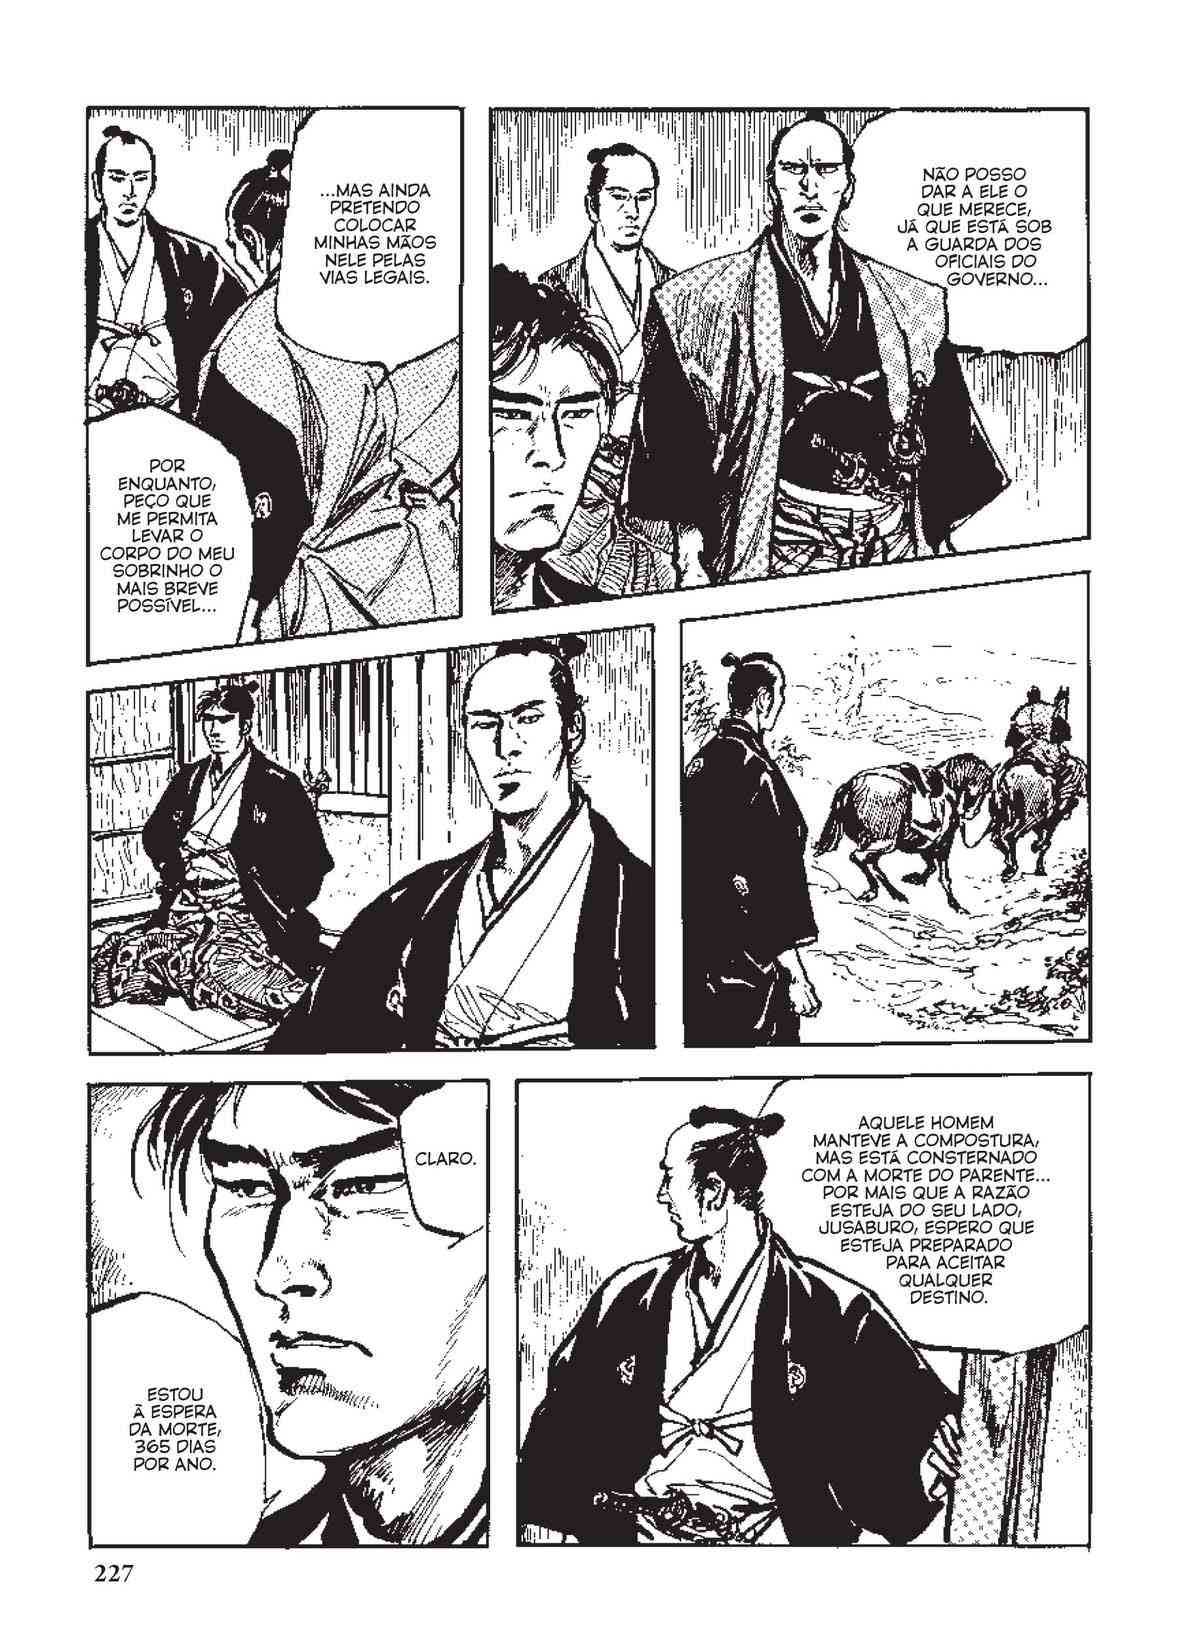 NÃO POSSO
DAR A ELE O
QUE MERECE,
JÁ QUE ESTÁ SOB
A GUARDA DOS
OFICIAIS DO
GOVERNO...
...MAS AINDA
PRETENDO
COLOCAR
MINHAS MÃOS
NELE PELAS
VIAS LEGAIS.
POR
ENQUANTO,
PEÇO QUE
ME PERMITA
LEVAR O
CORPO DO MEU
SOBRINHO O
MAIS BREVE
POSSÍVEL...
AQUELE HOMEM
MANTEVE A COMPOSTURA,
MAS ESTÁ CONSTERNADO
COM A MORTE DO PARENTE...
POR MAIS QUE A RAZÃO
ESTEJA DO SEU LADO,
JUSABURO, ESPERO QUE
ESTEJA PREPARADO
PARA ACEITAR
QUALQUER
DESTINO.
CLARO.
ESTOU
À ESPERA
DA MORTE,
365 DIAS
POR ANO.
227